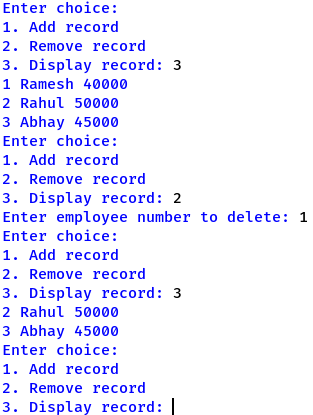 Enter choice:
1. Add record
2. Remove record
3. Display record: 3
1 Ramesh 40000
2 Rahul 50000
3 Abhay 45000
Enter choice:
1. Add record
2. Remove record
3. Display record: 2
Enter employee number to delete: 1
Enter choice:
1. Add record
2. Remove record
3. Display record: 3
2 Rahul 50000
3 Abhay 45000
Enter choice:
1. Add record
2. Remove record
3. Display record: